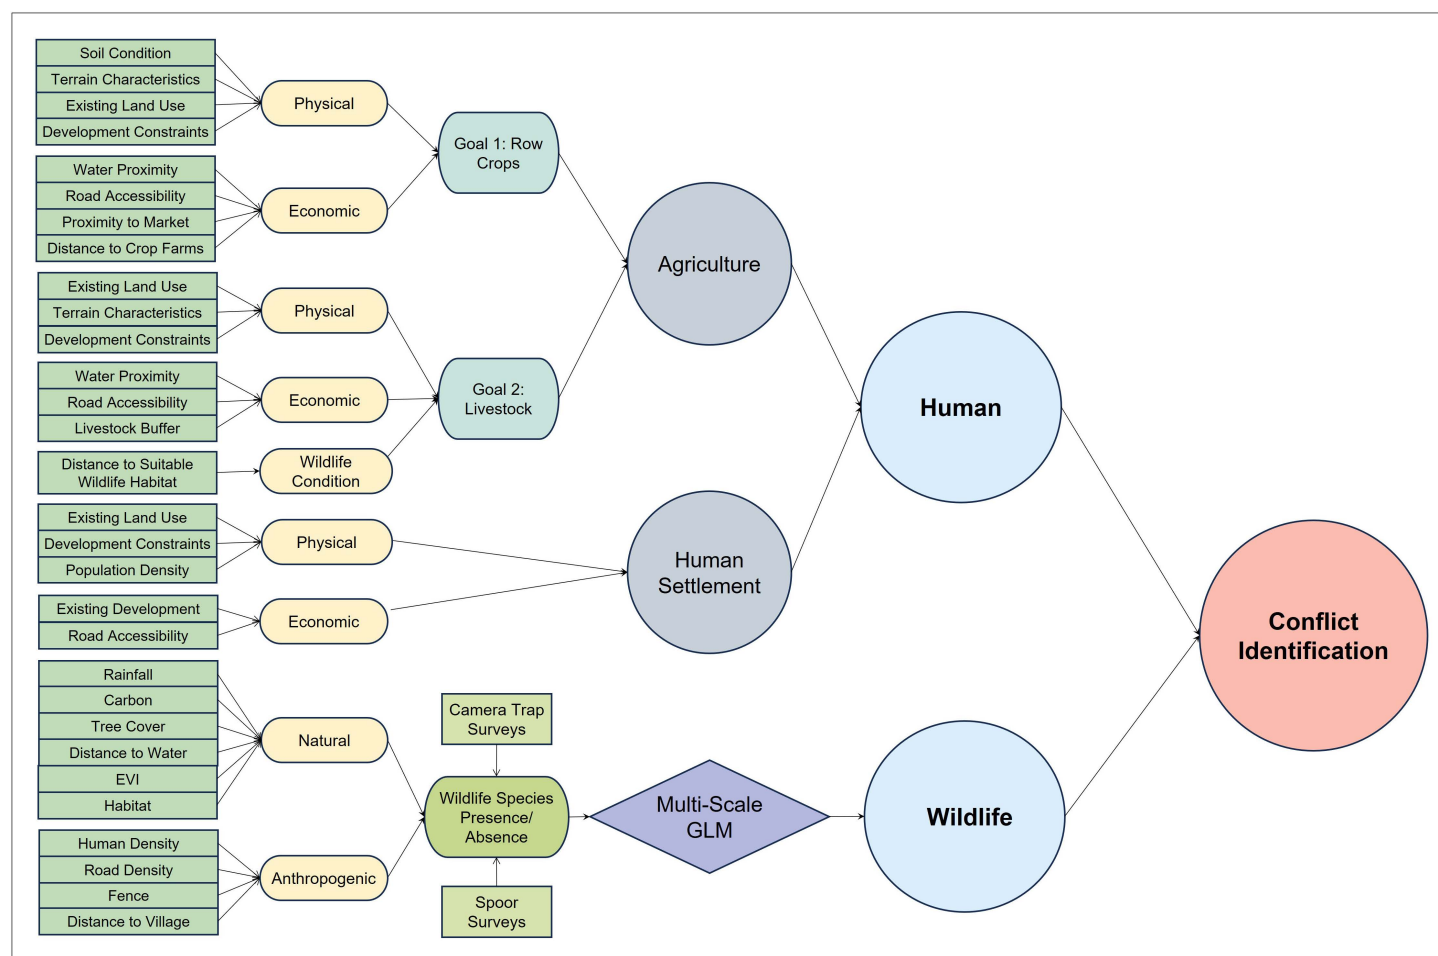 Soil Condition
Terrain Characteristics
Existing Land Use
Development Constraints
Physical
Water Proximity
Road Accessibility
Proximity to Market
Distance to Crop Farms
Economic
Goal 1: Row
Crops
Existing Land Use
Terrain Characteristics
Development Constraints
Physical
Water Proximity
Road Accessibility
Livestock Buffer
Economic
Distance to Suitable
Wildlife Habitat
Wildlife
Condition
Goal 2:
Livestock
Agriculture
Existing Land Use
Development Constraints
Population Density
Physical
Existing Development
Road Accessibility
Economic
Human
Settlement
Human
Rainfall
Carbon
Tree Cover
Distance to Water
EVI
Habitat
Natural
Human Density
Road Density
Fence
Distance to Village
Anthropogenic
Camera Trap
Surveys
Wildlife Species
Presence/
Absence
Spoor
Surveys
Multi-Scale
GLM
Wildlife
Conflict
Identification